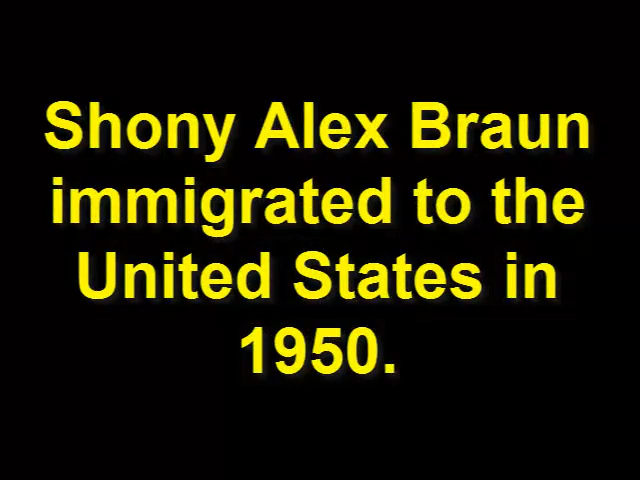 Shony Alex Braun
immigrated to the
United States in
1950.